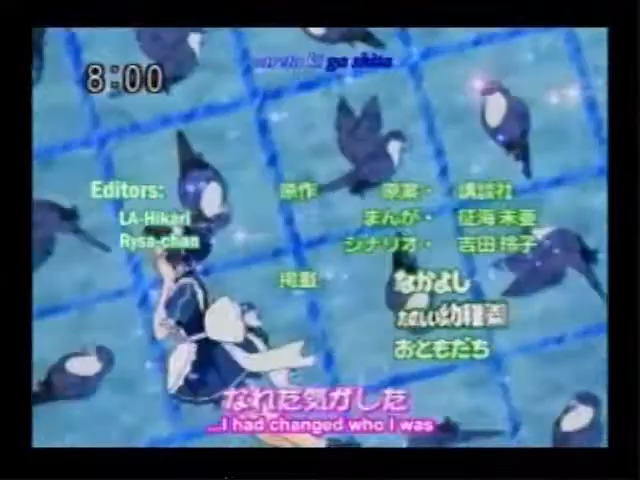 8:00
nareta ki ga shita
Editors:
LA-Hikari
Rysa-chan
原作 原案・ 講談社
まんが・ 征海未亜
シナリオ・ 吉田玲子
掲載 なかよし
たのしい幼稚園
おともだち
なれた気がした
...I had changed who I was